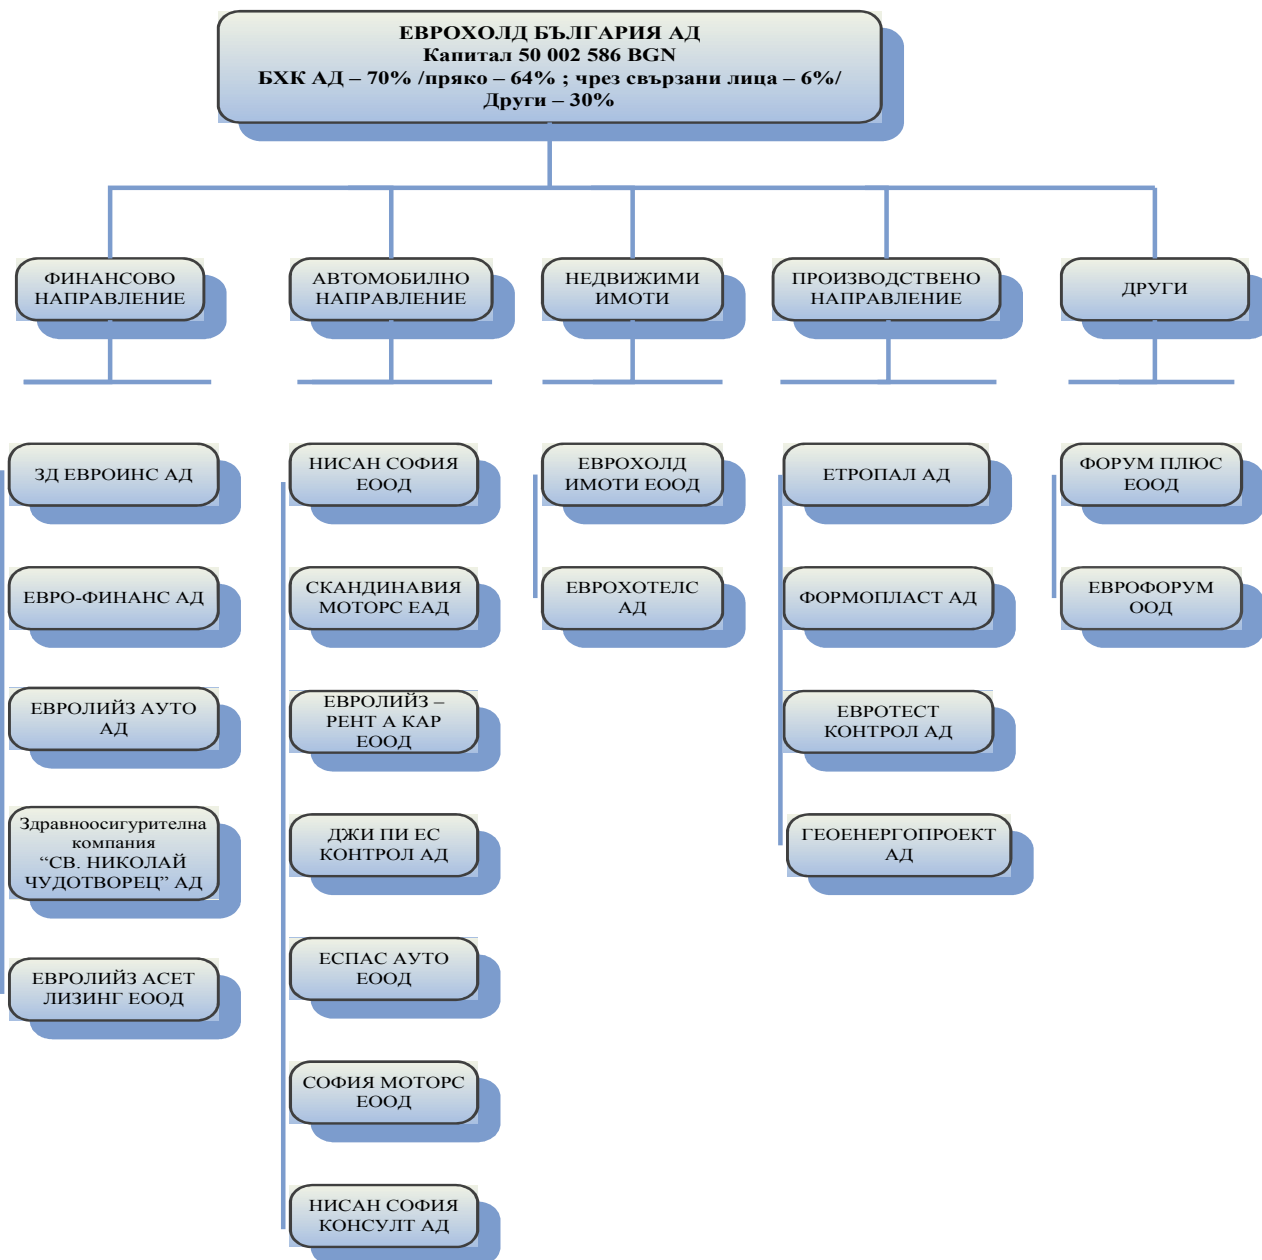 ЕВРОХОЛД БЪЛГАРИЯ АД
Капитал 50 002 586 BGN
БХК АД – 70% /пряко – 64% ; чрез свързани лица – 6%/
Други – 30%
ФИНАНСОВО
НАПРАВЛЕНИЕ
АВТОМОБИЛНО
НАПРАВЛЕНИЕ
НЕДВИЖИМИ
ИМОТИ
ПРОИЗВОДСТВЕНО
НАПРАВЛЕНИЕ
ДРУГИ
ЗД ЕВРОИНС АД
ЕВРО-ФИНАНС АД
ЕВРОЛИЙЗ АУТО
АД
Здравноосигурителна
компания
“СВ. НИКОЛАЙ
ЧУДОТВОРЕЦ” АД
ЕВРОЛИЙЗ АСЕТ
ЛИЗИНГ ЕООД
НИСАН СОФИЯ
ЕООД
СКАНДИНАВИЯ
МОТОРС ЕАД
ЕВРОЛИЙЗ –
РЕНТ А КАР
ЕООД
ДЖИ ПИ ЕС
КОНТРОЛ АД
ЕСПАС АУТО
ЕООД
СОФИЯ МОТОРС
ЕООД
НИСАН СОФИЯ
КОНСУЛТ АД
ЕВРОХОЛД
ИМОТИ ЕООД
ЕВРОХОТЕЛС
АД
ЕТРОПАЛ АД
ФОРМОПЛАСТ АД
ЕВРОТЕСТ
КОНТРОЛ АД
ГЕОЕНЕРГОПРОЕКТ
АД
ФОРУМ ПЛЮС
ЕООД
ЕВРОФОРУМ
ООД